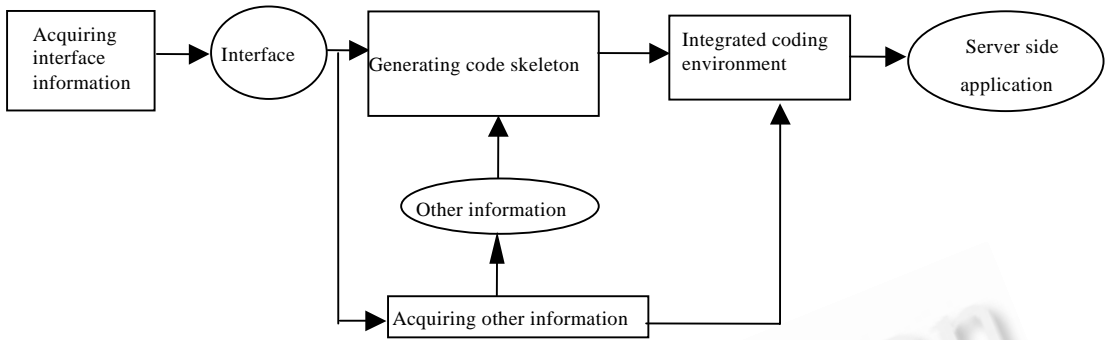 Acquiring
interface
information
Interface
Generating code skeleton
Integrated coding
environment
Server side
application
Other information
Acquiring other information